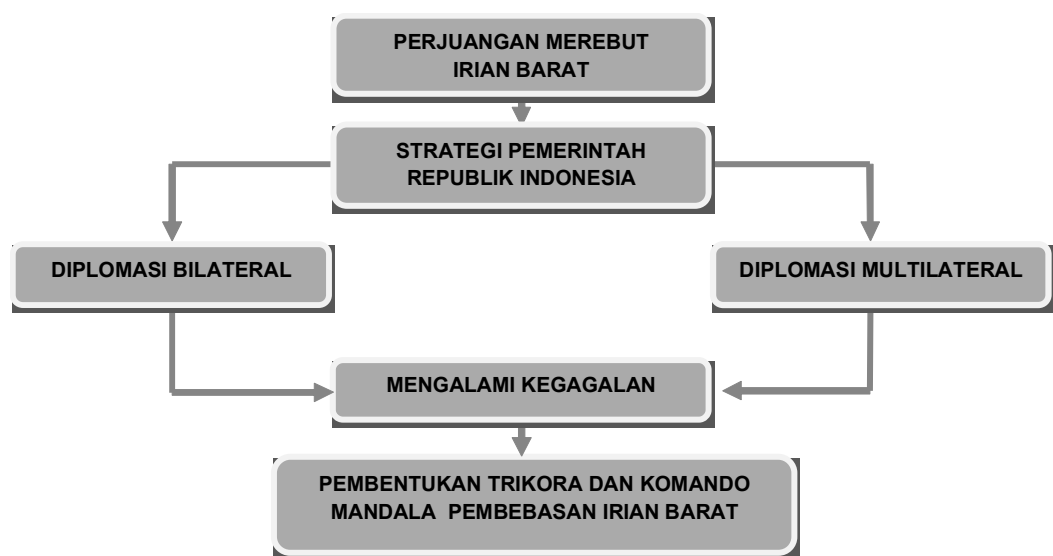 PERJUANGAN MEREBUT
IRIAN BARAT
STRATEGI PEMERINTAH
REPUBLIK INDONESIA
DIPLOMASI BILATERAL
DIPLOMASI MULTILATERAL
MENGALAMI KEGAGALAN
PEMBENTUKAN TRIKORA DAN KOMANDO
MANDALA PEMBEBASAN IRIAN BARAT